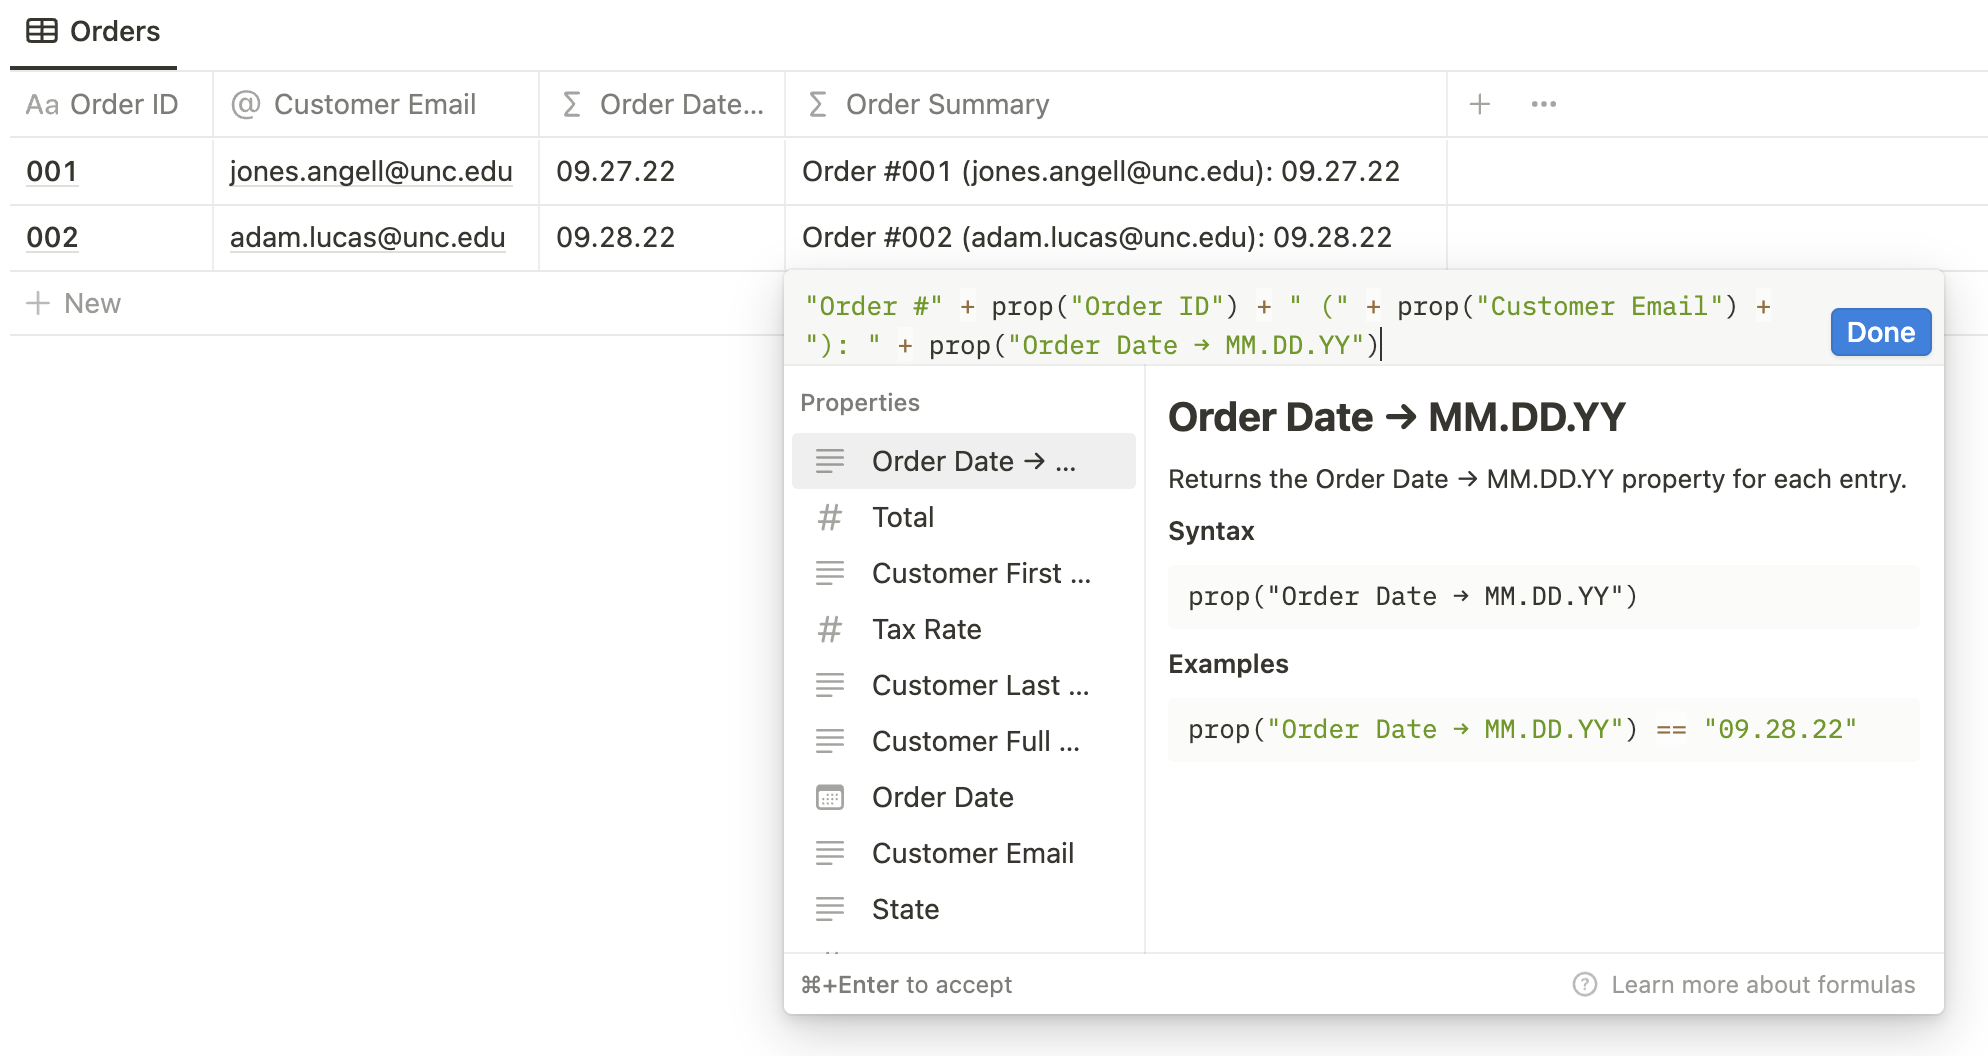 Orders
Aa Order ID @ Customer Email Σ Order Date... Σ Order Summary + •••
001 jones.angell@unc.edu 09.27.22 Order #001 (jones.angell@unc.edu): 09.27.22
002 adam.lucas@unc.edu 09.28.22 Order #002 (adam.lucas@unc.edu): 09.28.22
+ New
"Order #" + prop("Order ID") + " (" + prop("Customer Email") +
"): " + prop("Order Date → MM.DD.YY")
Done
Properties
Order Date → ...
# Total
Customer First ...
# Tax Rate
Customer Last ...
Customer Full ...
Order Date
Customer Email
State
Order Date → MM.DD.YY
Returns the Order Date → MM.DD.YY property for each entry.
Syntax
prop("Order Date → MM.DD.YY")
Examples
prop("Order Date → MM.DD.YY") == "09.28.22"
⌘+Enter to accept
? Learn more about formulas